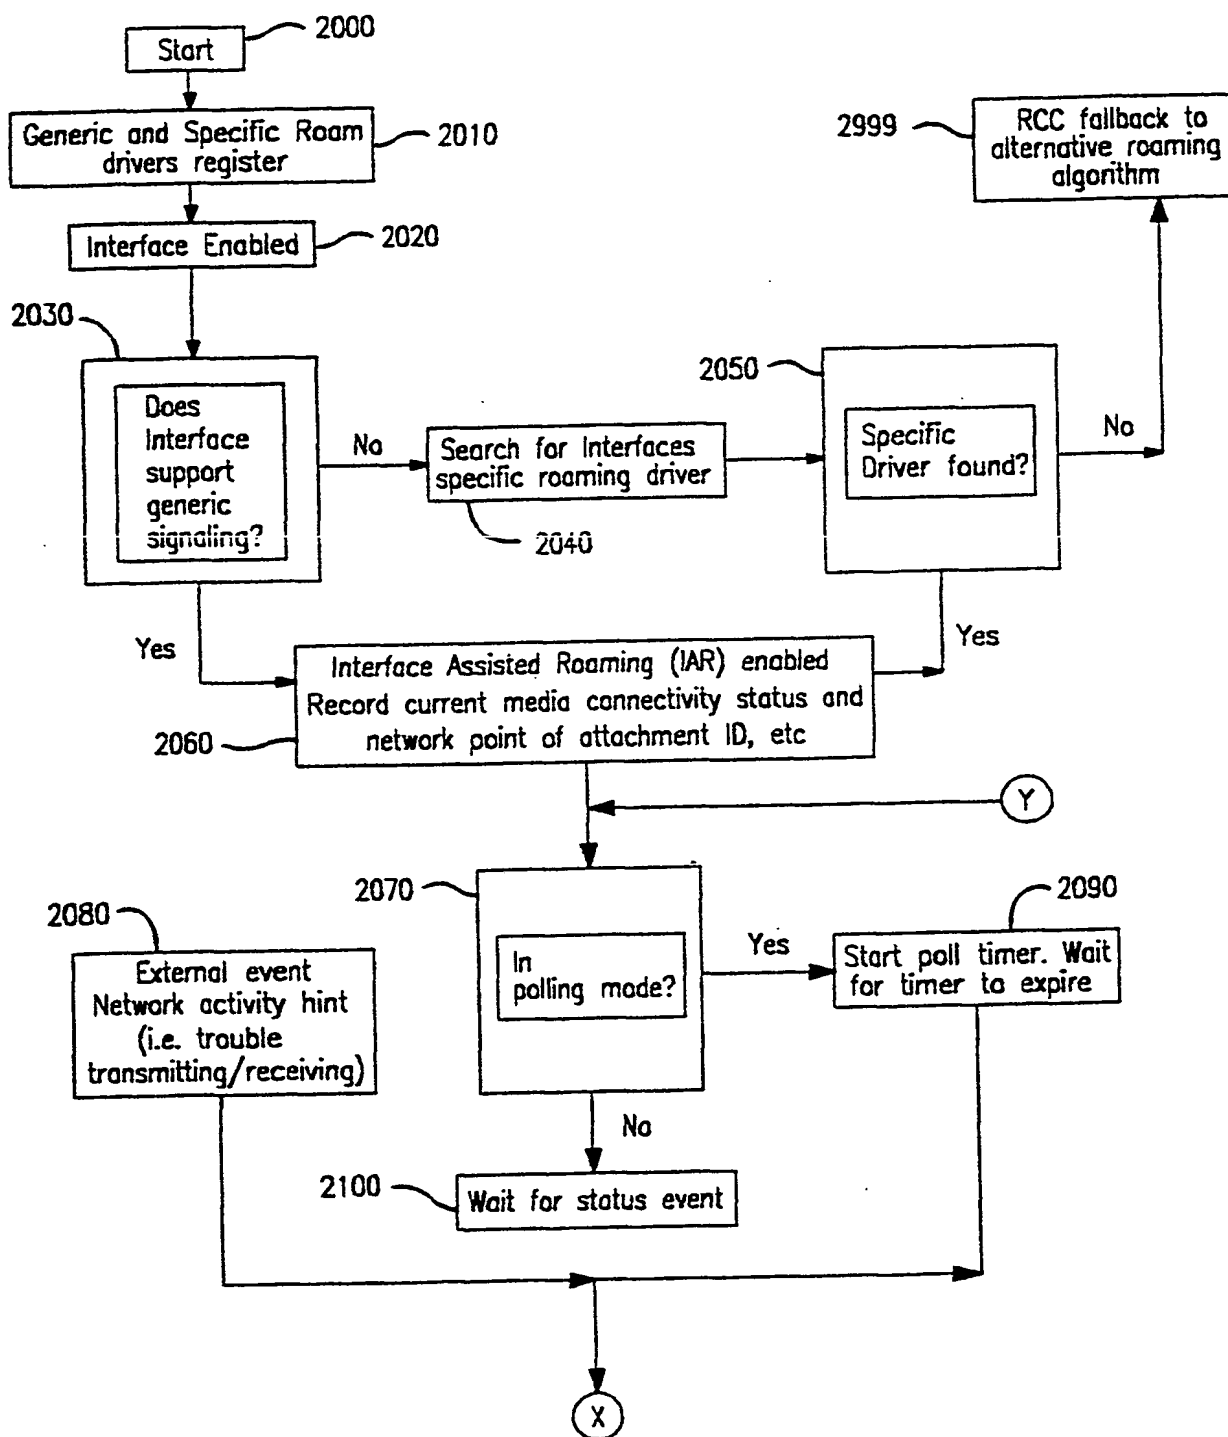 2000
Start
Generic and Specific Roam
drivers register
2010
2999
RCC fallback to
alternative roaming
algorithm
Interface Enabled
2020
2030
Does
Interface
support
generic
signaling?
No
Search for Interfaces
specific roaming driver
2040
2050
Specific
Driver found?
No
Yes
Yes
Interface Assisted Roaming (IAR) enabled
Record current media connectivity status and
network point of attachment ID, etc
2060
Y
2070
In
polling mode?
Yes
2090
Start poll timer. Wait
for timer to expire
2080
External event
Network activity hint
(i.e. trouble
transmitting/receiving)
No
2100
Wait for status event
X